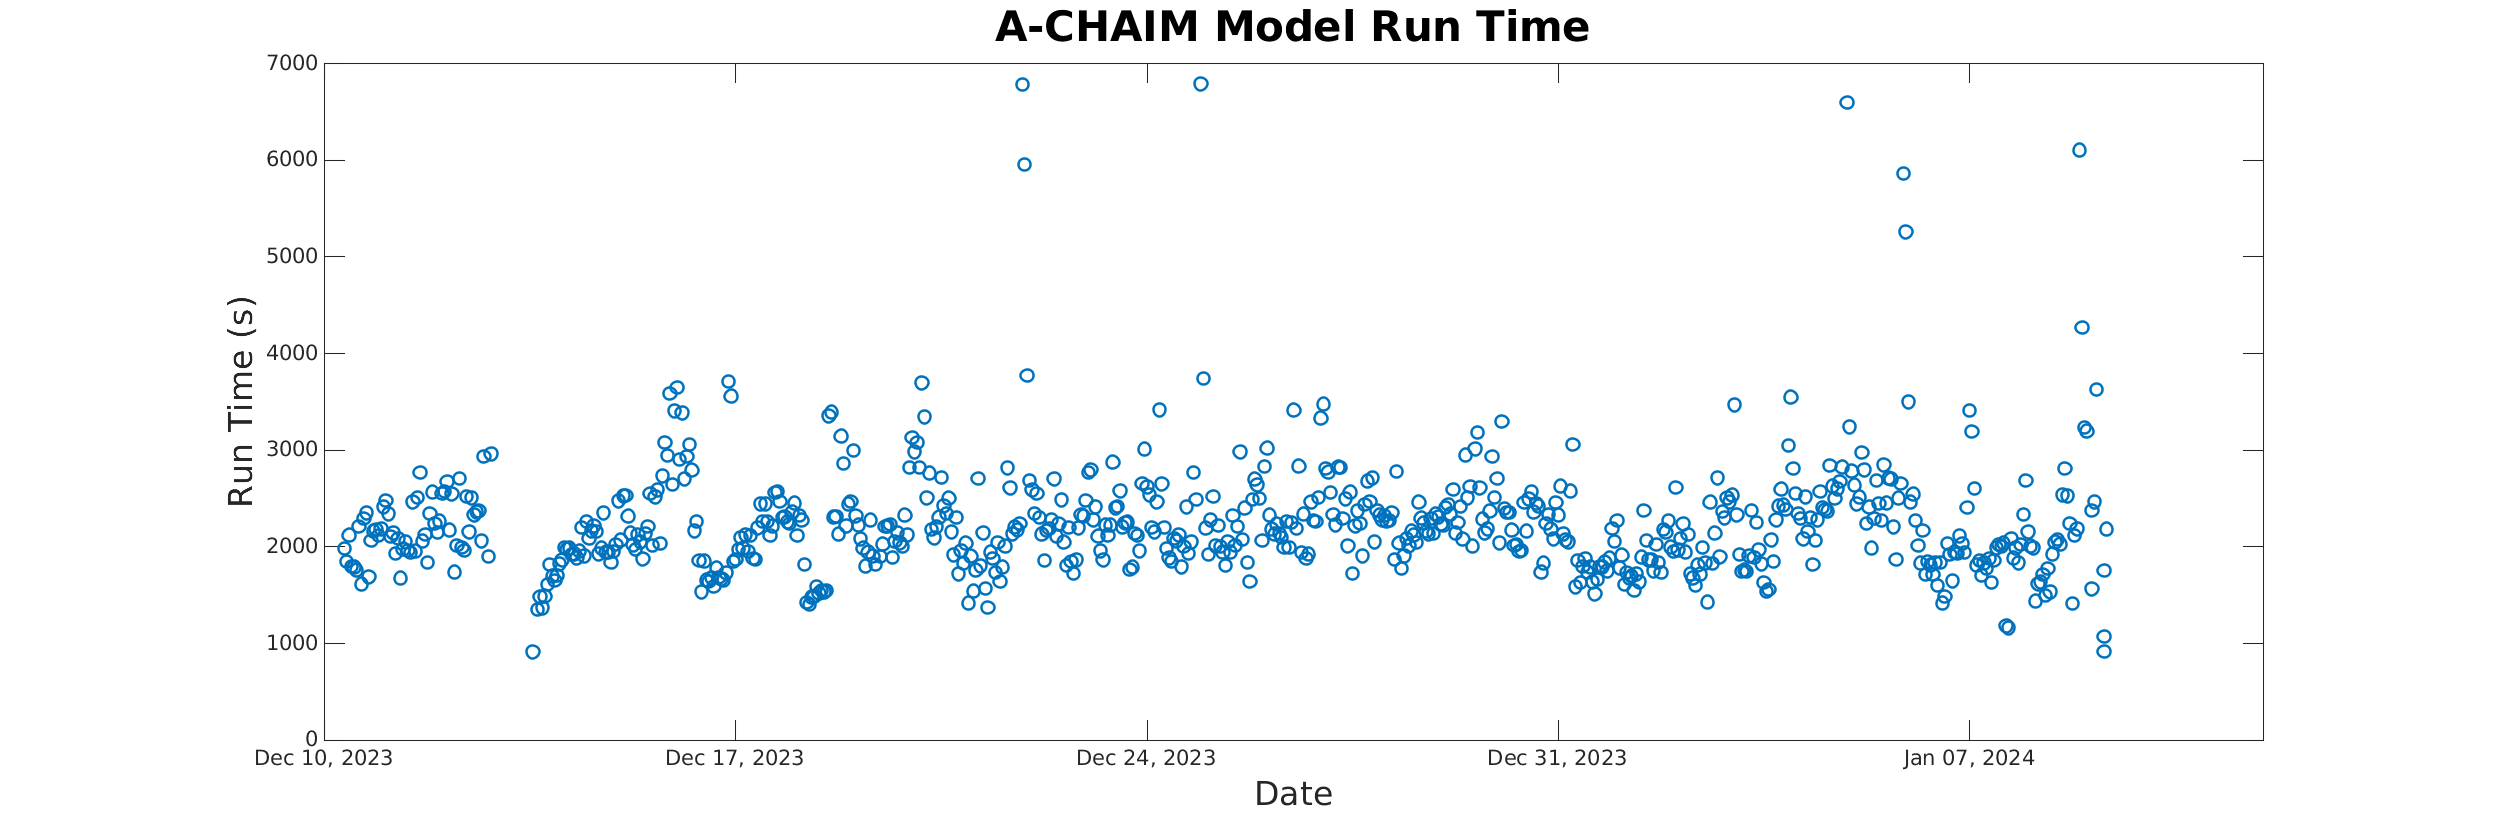 A-CHAIM Model Run Time
7000
6000
5000
4000
3000
2000
1000
0
Run Time (s)
Dec 10, 2023 Dec 17, 2023 Dec 24, 2023 Dec 31, 2023 Jan 07, 2024
Date